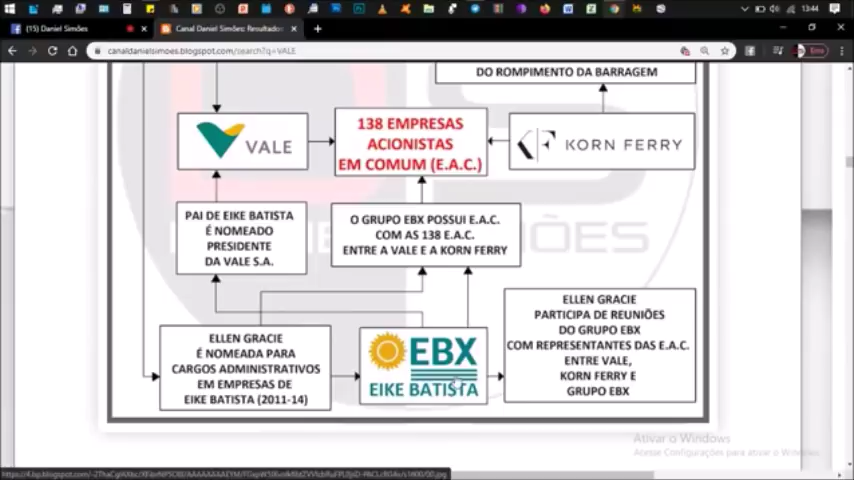 13:44
(15) Daniel Simões
Canal Daniel Simões: Resultados
canaldanielsimoes.blogspot.com/search?q=VALE
DO ROMPIMENTO DA BARRAGEM
VALE
138 EMPRESAS
ACIONISTAS
EM COMUM (E.A.C.)
KORN FERRY
PAI DE EIKE BATISTA
É NOMEADO
PRESIDENTE
DA VALE S.A.
O GRUPO EBX POSSUI E.A.C.
COM AS 138 E.A.C.
ENTRE A VALE E A KORN FERRY
ELLEN GRACIE
É NOMEADA PARA
CARGOS ADMINISTRATIVOS
EM EMPRESAS DE
EIKE BATISTA (2011-14)
EBX
EIKE BATISTA
ELLEN GRACIE
PARTICIPA DE REUNIÕES
DO GRUPO EBX
COM REPRESENTANTES DAS E.A.C.
ENTRE VALE,
KORN FERRY E
GRUPO EBX
Ativar o Windows
Acesse Configurações para ativar o Windows.